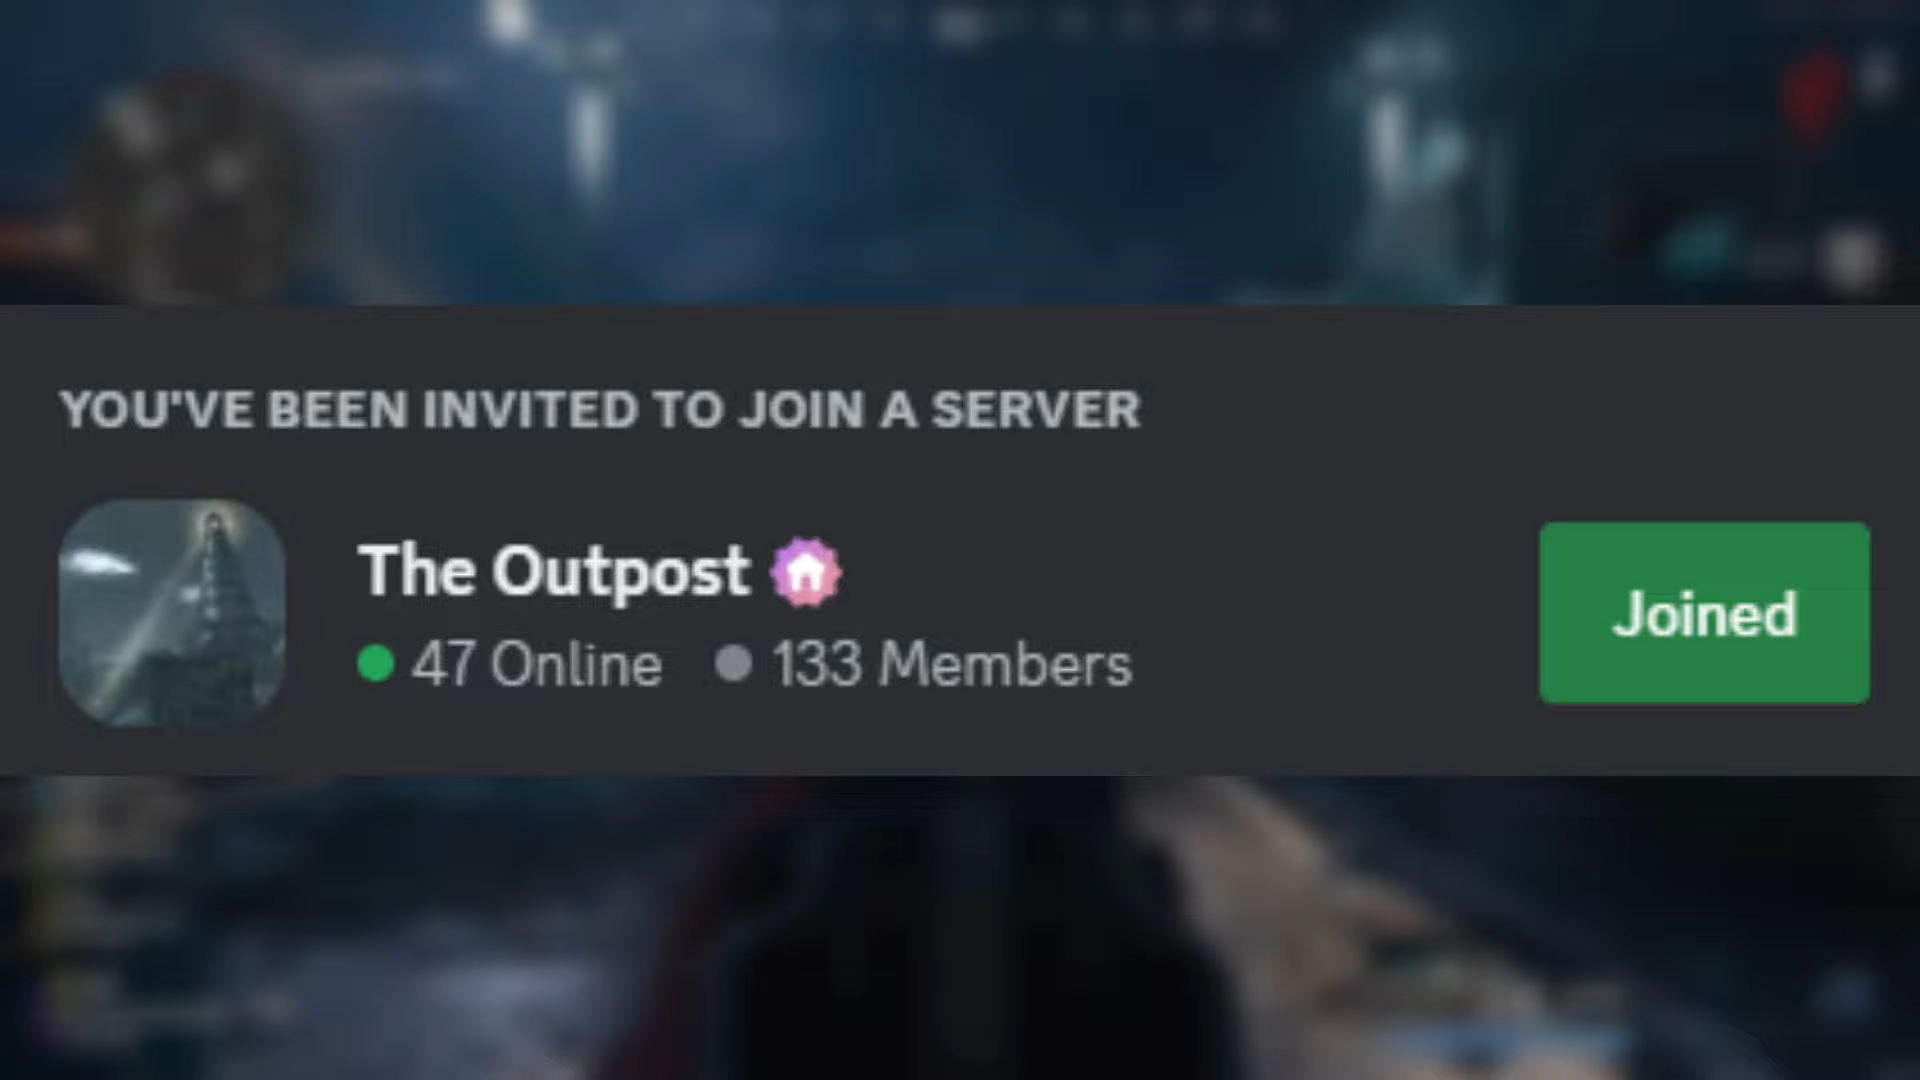 YOU'VE BEEN INVITED TO JOIN A SERVER
The Outpost
47 Online 133 Members
Joined